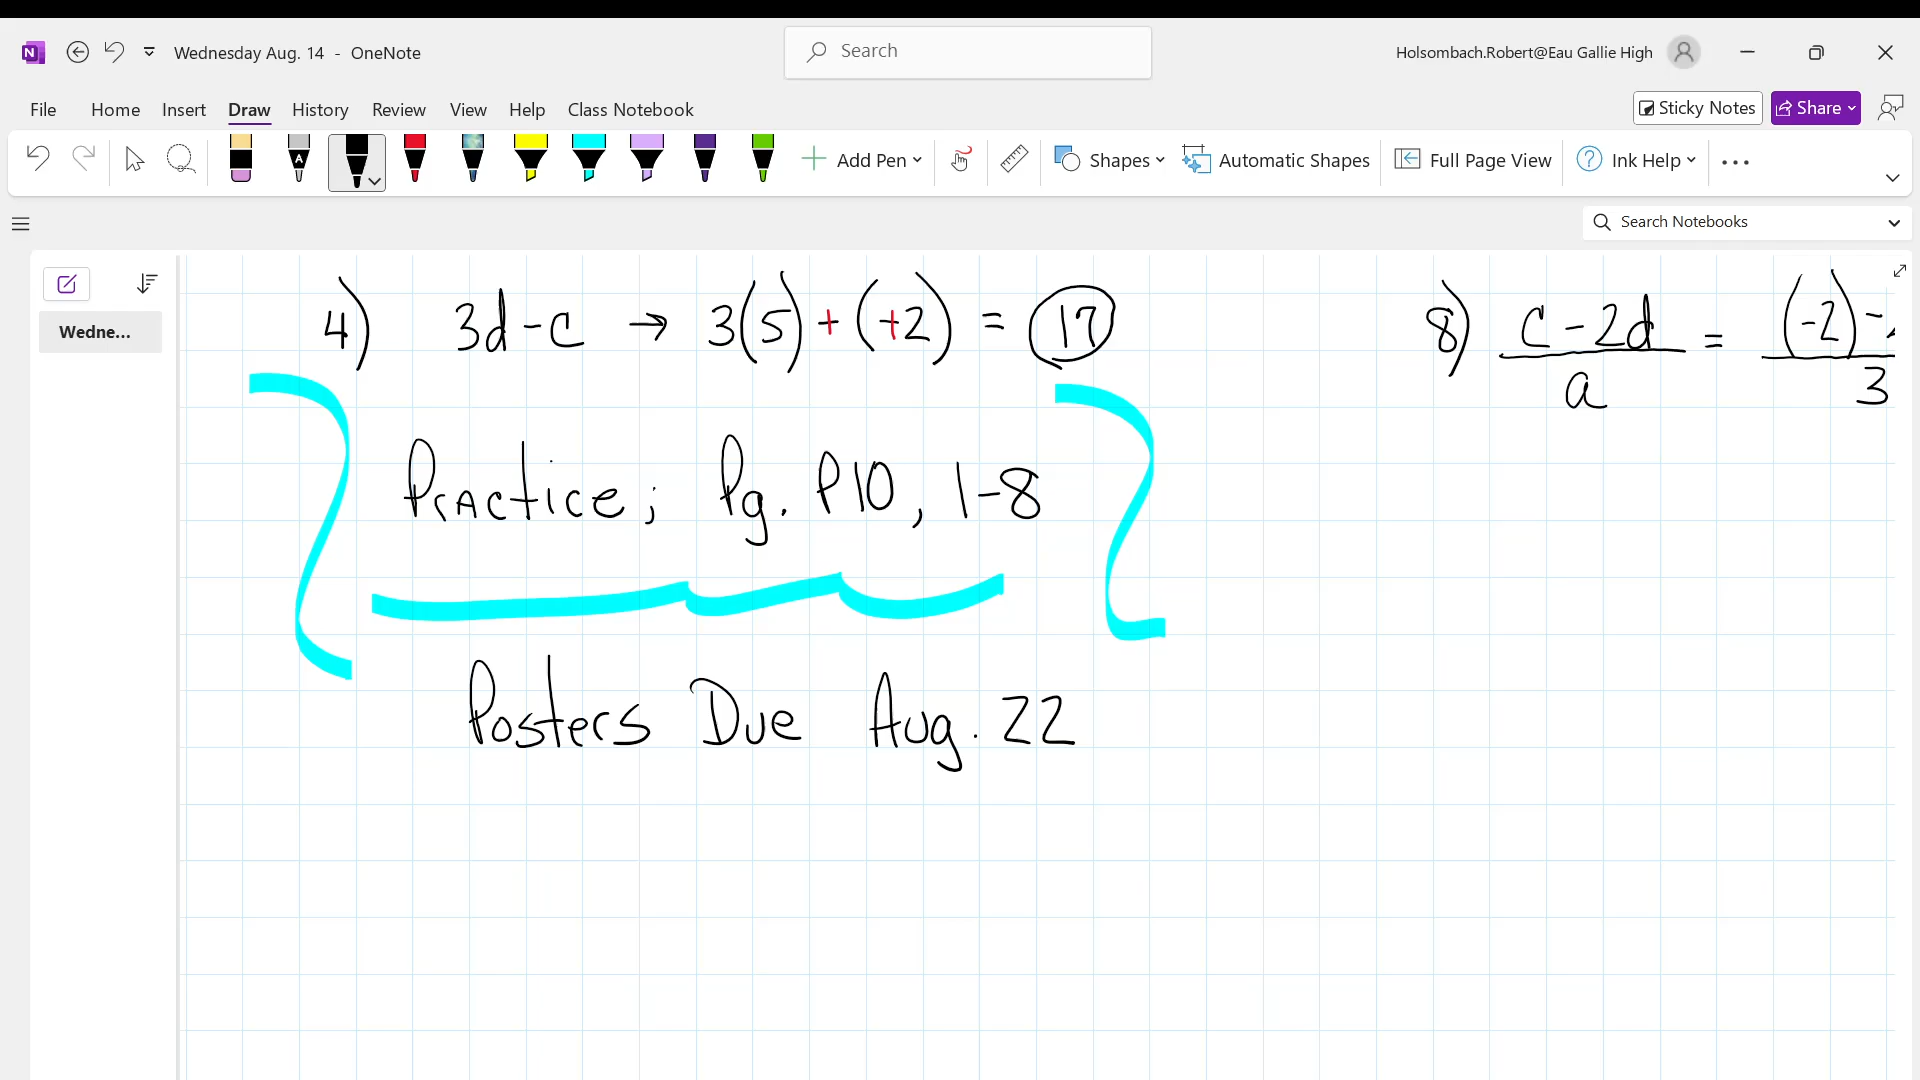 Wednesday Aug. 14 - OneNote
Search
Holsombach.Robert@Eau Gallie High
File Home Insert Draw History Review View Help Class Notebook
Sticky Notes Share
A Add Pen Shapes Automatic Shapes Full Page View Ink Help
Search Notebooks
Wedne...
4) 3d-c → 3(5)+(+2) = 17
8) c-2d/a = (-2)-/3
Practice; Pg. P10, 1-8
Posters Due Aug. 22